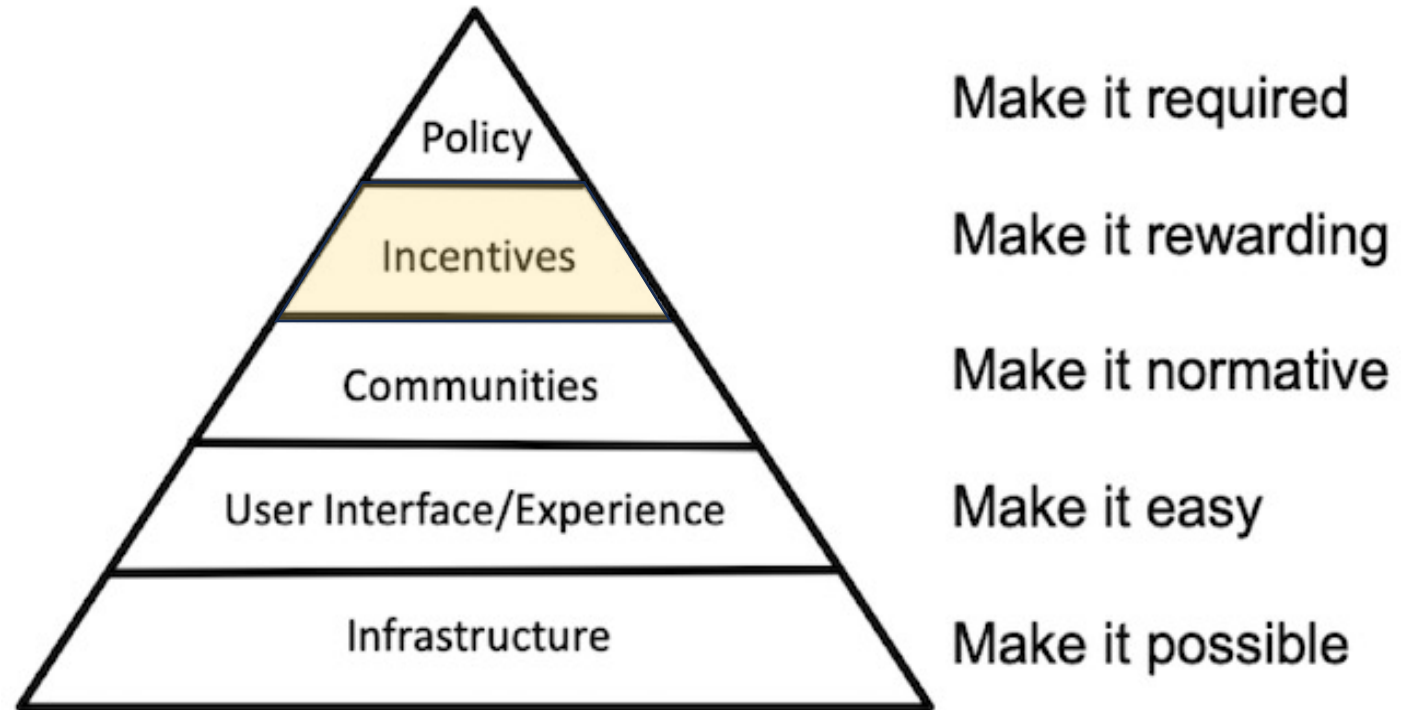 Policy
Make it required
Incentives
Make it rewarding
Communities
Make it normative
User Interface/Experience
Make it easy
Infrastructure
Make it possible